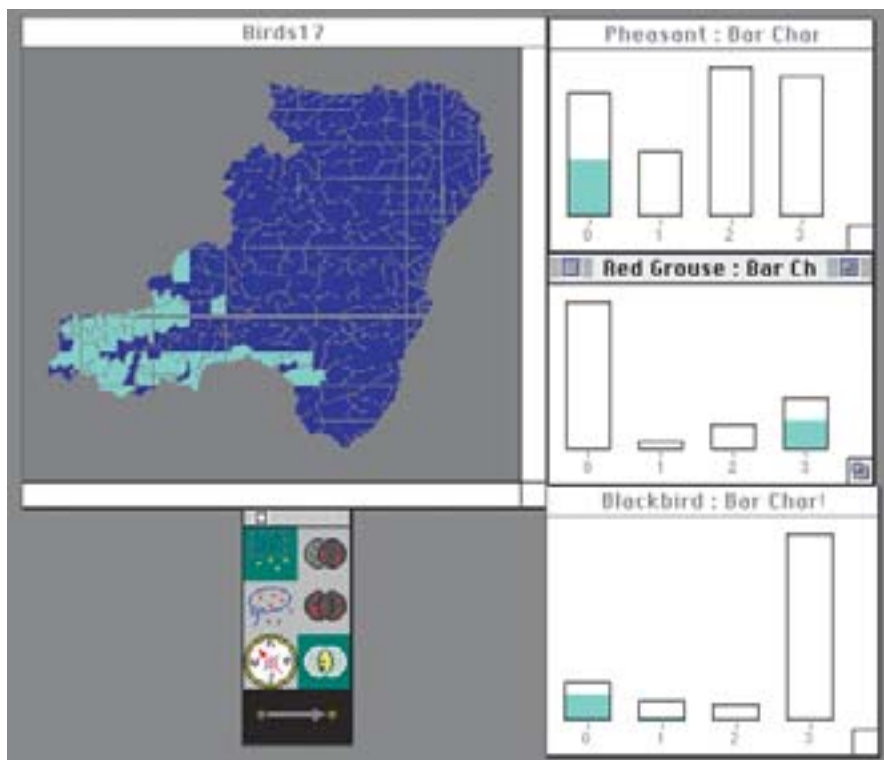 Birds17
Pheasant : Bar Char
0 1 2 3
Red Grouse : Bar Ch
0 1 2 3
Blackbird : Bar Char
0 1 2 3